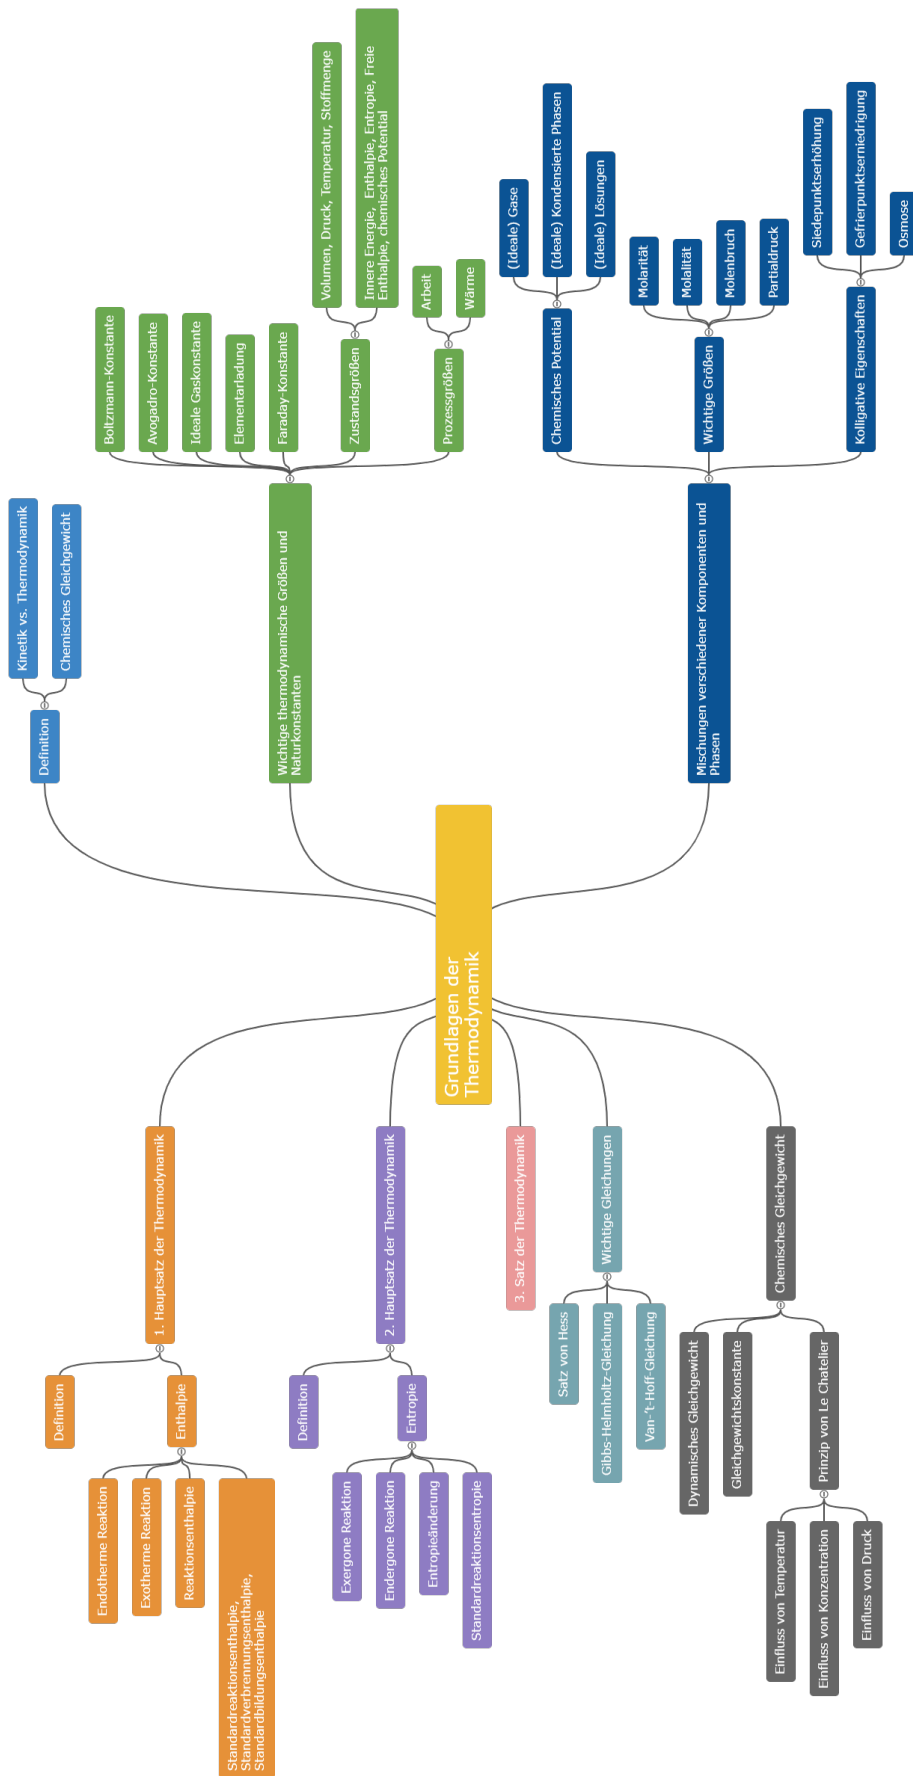 Grundlagen der
Thermodynamik
Definition
Kinetik vs. Thermodynamik
Chemisches Gleichgewicht
Wichtige thermodynamische Größen und
Naturkonstanten
Boltzmann-Konstante
Avogadro-Konstante
Ideale Gaskonstante
Elementarladung
Faraday-Konstante
Zustandsgrößen
Volumen, Druck, Temperatur, Stoffmenge
Innere Energie, Enthalpie, Entropie, Freie
Enthalpie, chemisches Potential
Prozessgrößen
Arbeit
Wärme
Mischungen verschiedener Komponenten und
Phasen
Chemisches Potential
(Ideale) Gase
(Ideale) Kondensierte Phasen
(Ideale) Lösungen
Wichtige Größen
Molarität
Molalität
Molenbruch
Partialdruck
Kolligative Eigenschaften
Siedepunktserhöhung
Gefrierpunktserniedrigung
Osmose
1. Hauptsatz der Thermodynamik
Definition
Enthalpie
Endotherme Reaktion
Exotherme Reaktion
Reaktionsenthalpie
Standardreaktionsenthalpie,
Standardverbrennungsenthalpie,
Standardbildungsenthalpie
2. Hauptsatz der Thermodynamik
Definition
Entropie
Exergone Reaktion
Endergone Reaktion
Entropieänderung
Standardreaktionsentropie
3. Satz der Thermodynamik
Wichtige Gleichungen
Satz von Hess
Gibbs-Helmholtz-Gleichung
Van-'t-Hoff-Gleichung
Chemisches Gleichgewicht
Dynamisches Gleichgewicht
Gleichgewichtskonstante
Prinzip von Le Chatelier
Einfluss von Temperatur
Einfluss von Konzentration
Einfluss von Druck